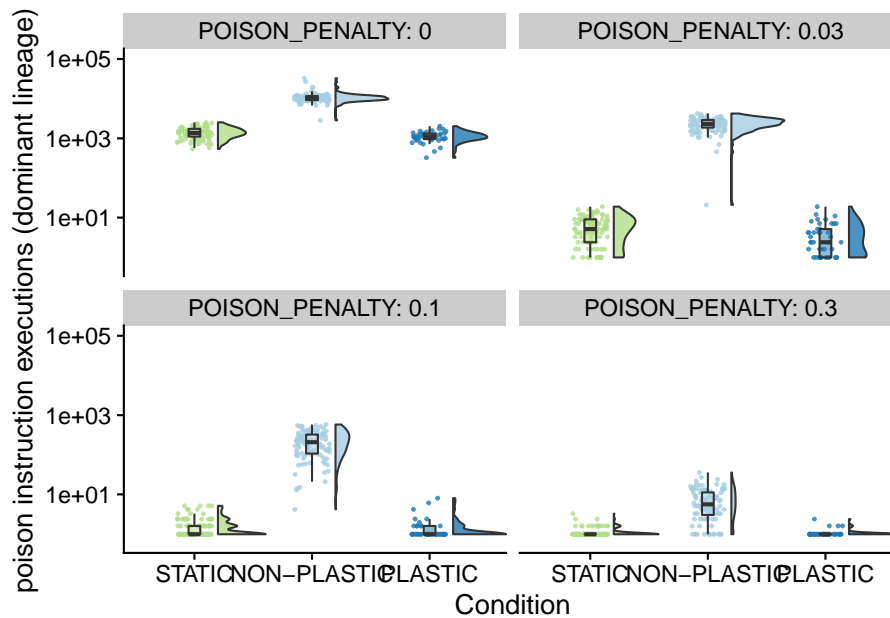 poison instruction executions (dominant lineage)
POISON_PENALTY: 0
POISON_PENALTY: 0.03
1e+05
1e+03
1e+01
POISON_PENALTY: 0.1
POISON_PENALTY: 0.3
1e+05
1e+03
1e+01
STATIC NON−PLASTIC PLASTIC
STATIC NON−PLASTIC PLASTIC
Condition